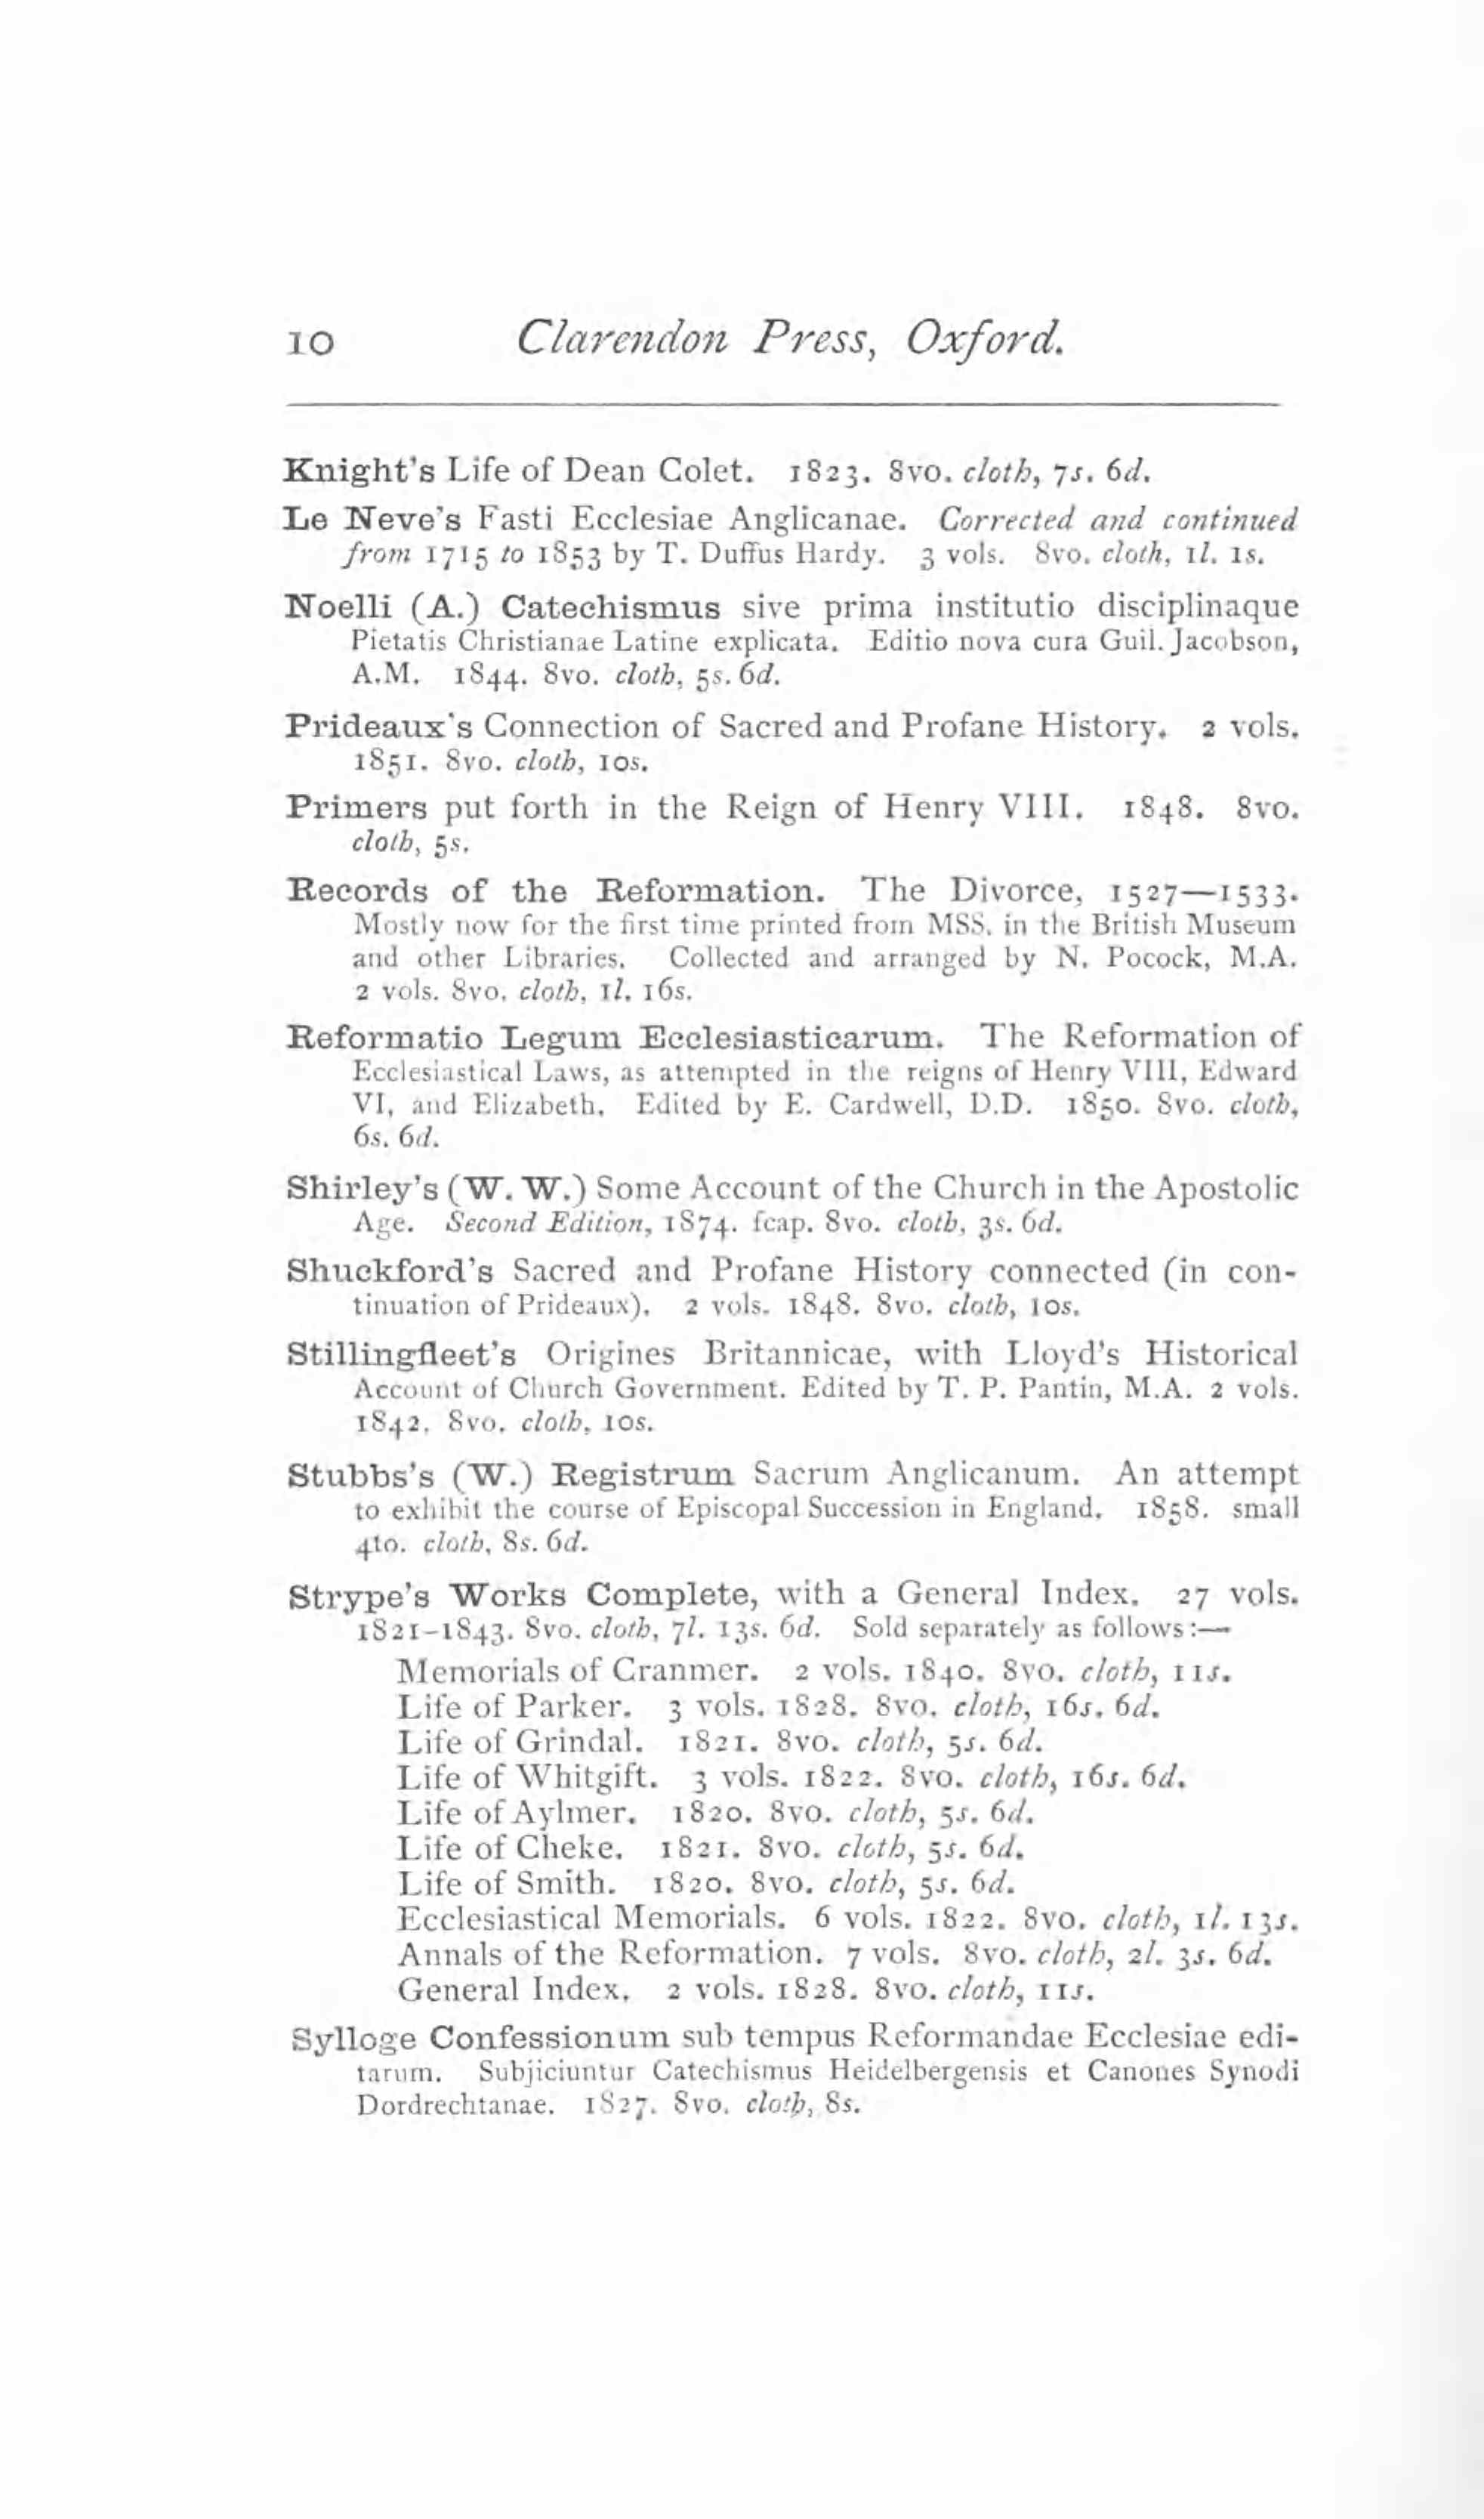 10 Clarendon Press, Oxford.
Knight's Life of Dean Colet. 1823. 8vo. cloth, 7s. 6d.
Le Neve's Fasti Ecclesiae Anglicanae. Corrected and continued
from 1715 to 1853 by T. Duffus Hardy. 3 vols. 8vo. cloth, 1l. 1s.
Noelli (A.) Catechismus sive prima institutio disciplinaque
Pietatis Christianae Latine explicata. Editio nova cura Guil. Jacobson,
A.M. 1844. 8vo. cloth, 5s. 6d.
Prideaux's Connection of Sacred and Profane History. 2 vols.
1851. 8vo. cloth, 10s.
Primers put forth in the Reign of Henry VIII. 1848. 8vo.
cloth, 5s.
Records of the Reformation. The Divorce, 1527—1533.
Mostly now for the first time printed from MSS. in the British Museum
and other Libraries. Collected and arranged by N. Pocock, M.A.
2 vols. 8vo. cloth, 1l. 16s.
Reformatio Legum Ecclesiasticarum. The Reformation of
Ecclesiastical Laws, as attempted in the reigns of Henry VIII, Edward
VI, and Elizabeth. Edited by E. Cardwell, D.D. 1850. 8vo. cloth,
6s. 6d.
Shirley's (W. W.) Some Account of the Church in the Apostolic
Age. Second Edition, 1874. fcap. 8vo. cloth, 3s. 6d.
Shuckford's Sacred and Profane History connected (in con-
tinuation of Prideaux). 2 vols. 1848. 8vo. cloth, 10s.
Stillingfleet's Origines Britannicae, with Lloyd's Historical
Account of Church Government. Edited by T. P. Pantin, M.A. 2 vols.
1842. 8vo. cloth, 10s.
Stubbs's (W.) Registrum Sacrum Anglicanum. An attempt
to exhibit the course of Episcopal Succession in England. 1858. small
4to. cloth, 8s. 6d.
Strype's Works Complete, with a General Index. 27 vols.
1821-1843. 8vo. cloth, 7l. 13s. 6d. Sold separately as follows:—
Memorials of Cranmer. 2 vols. 1840. 8vo. cloth, 11s.
Life of Parker. 3 vols. 1828. 8vo. cloth, 16s. 6d.
Life of Grindal. 1821. 8vo. cloth, 5s. 6d.
Life of Whitgift. 3 vols. 1822. 8vo. cloth, 16s. 6d.
Life of Aylmer. 1820. 8vo. cloth, 5s. 6d.
Life of Cheke. 1821. 8vo. cloth, 5s. 6d.
Life of Smith. 1820. 8vo. cloth, 5s. 6d.
Ecclesiastical Memorials. 6 vols. 1822. 8vo. cloth, 1l. 13s.
Annals of the Reformation. 7 vols. 8vo. cloth, 2l. 3s. 6d.
General Index. 2 vols. 1828. 8vo. cloth, 11s.
Sylloge Confessionum sub tempus Reformandae Ecclesiae edi-
tarum. Subjiciuntur Catechismus Heidelbergensis et Canones Synodi
Dordrechtanae. 1827. 8vo. cloth, 8s.